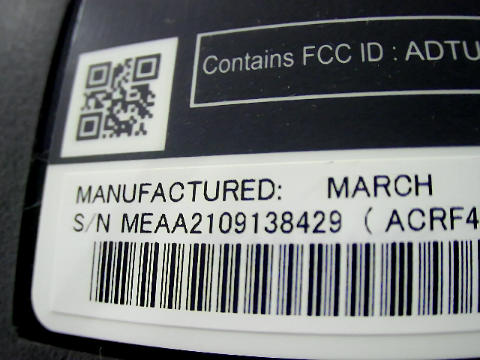 Contains FCC ID : ADTU
MANUFACTURED: MARCH
S/N MEAA2109138429 ( ACRF4